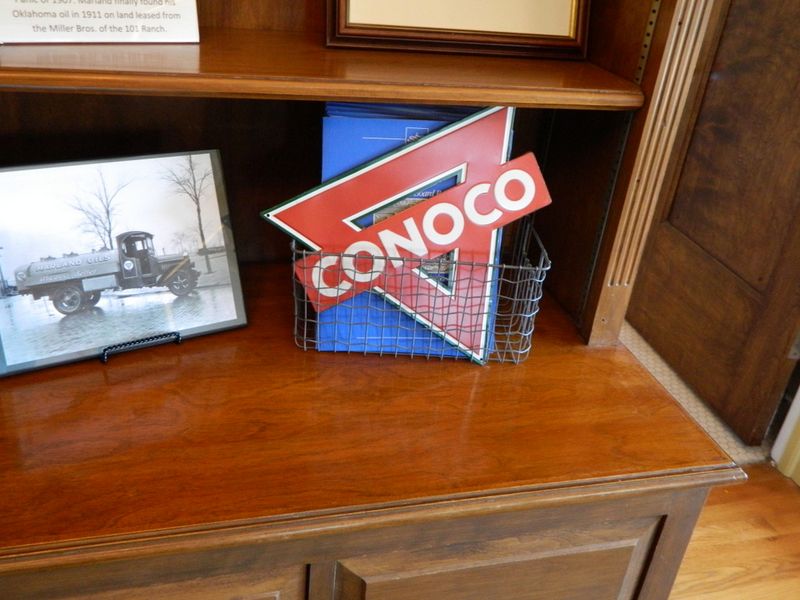 Panic of 1907. Marland finally found his
Oklahoma oil in 1911 on land leased from
the Miller Bros. of the 101 Ranch.
CONOCO
OILS